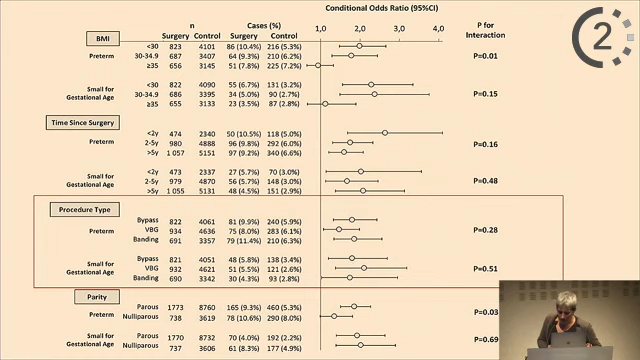 Conditional Odds Ratio (95%CI)
n Cases (%)
Surgery Control Surgery Control 1,0 2,0 3,0 4,0 P for Interaction
BMI
<30 823 4101 86 (10.4%) 216 (5.3%)
Preterm 30-34.9 687 3407 64 (9.3%) 210 (6.2%) P=0.01
≥35 656 3145 51 (7.8%) 225 (7.2%)
<30 822 4090 55 (6.7%) 131 (3.2%)
Small for Gestational Age 30-34.9 686 3395 34 (5.0%) 90 (2.7%) P=0.15
≥35 655 3133 23 (3.5%) 87 (2.8%)
Time Since Surgery
<2y 474 2340 50 (10.5%) 118 (5.0%)
Preterm 2-5y 980 4888 96 (9.8%) 292 (6.0%) P=0.16
>5y 1 057 5151 97 (9.2%) 340 (6.6%)
<2y 473 2337 27 (5.7%) 70 (3.0%)
Small for Gestational Age 2-5y 979 4870 56 (5.7%) 148 (3.0%) P=0.48
>5y 1 055 5131 48 (4.5%) 151 (2.9%)
Procedure Type
Bypass 822 4061 81 (9.9%) 240 (5.9%)
Preterm VBG 934 4636 75 (8.0%) 283 (6.1%) P=0.28
Banding 691 3357 79 (11.4%) 210 (6.3%)
Bypass 821 4051 48 (5.8%) 138 (3.4%)
Small for Gestational Age VBG 932 4621 51 (5.5%) 121 (2.6%) P=0.51
Banding 690 3342 30 (4.3%) 93 (2.8%)
Parity
Parous 1773 8760 165 (9.3%) 460 (5.3%)
Preterm Nulliparous 738 3619 78 (10.6%) 290 (8.0%) P=0.03
Small for Gestational Age Parous 1770 8732 70 (4.0%) 192 (2.2%) P=0.69
Nulliparous 737 3606 61 (8.3%) 177 (4.9%)
2